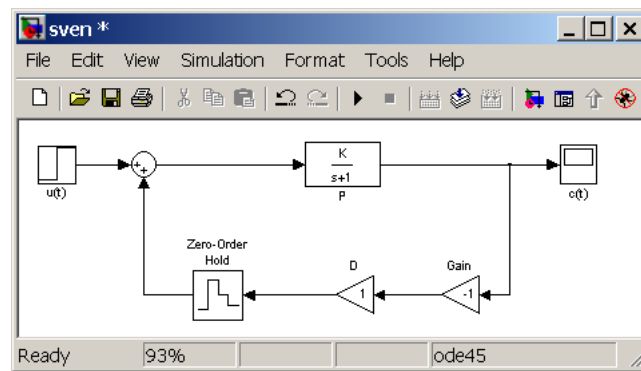 sven *
File Edit View Simulation Format Tools Help
u(t)
+
+
K
s+1
P
c(t)
Zero-Order
Hold
D
1
Gain
-1
Ready 93% ode45